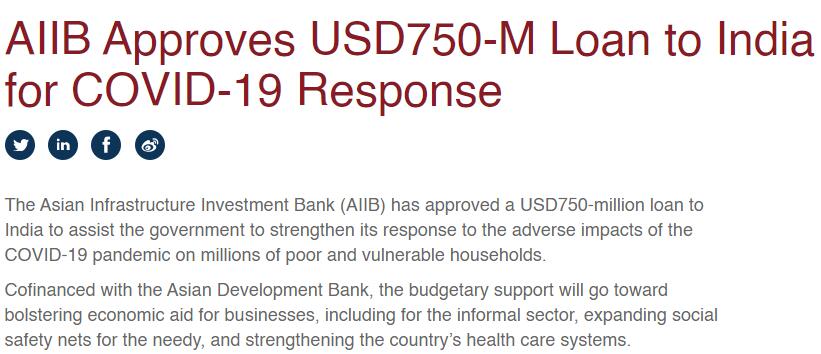 AIIB Approves USD750-M Loan to India
for COVID-19 Response
in
f
The Asian Infrastructure Investment Bank (AIIB) has approved a USD750-million loan to
India to assist the government to strengthen its response to the adverse impacts of the
COVID-19 pandemic on millions of poor and vulnerable households.
Cofinanced with the Asian Development Bank, the budgetary support will go toward
bolstering economic aid for businesses, including for the informal sector, expanding social
safety nets for the needy, and strengthening the country's health care systems.